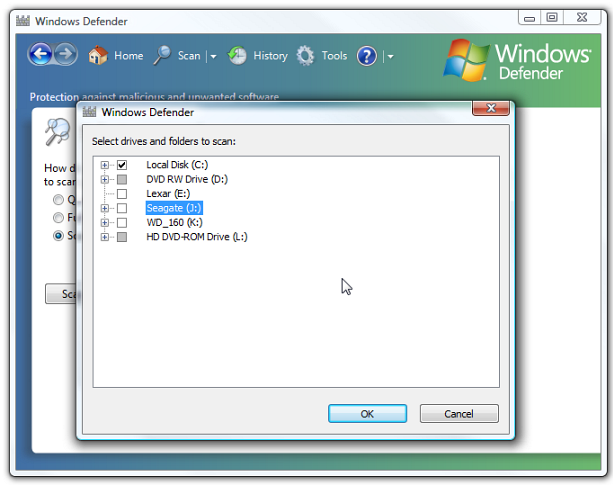 Windows Defender
Home Scan History Tools ?
Windows
Defender
Protection against malicious and unwanted software
Windows Defender
Select drives and folders to scan:
Local Disk (C:)
DVD RW Drive (D:)
Lexar (E:)
Seagate (J:)
WD_160 (K:)
HD DVD-ROM Drive (L:)
How
to scan
OK Cancel